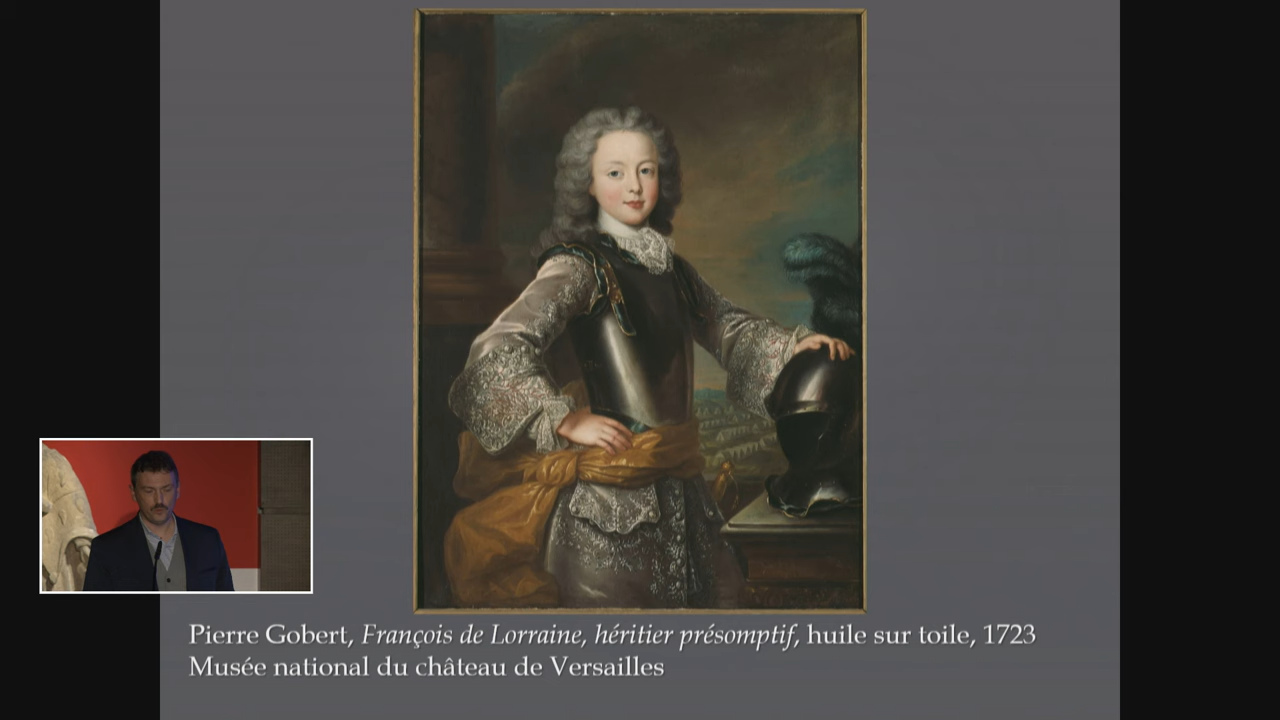 Pierre Gobert, François de Lorraine, héritier présomptif, huile sur toile, 1723
Musée national du château de Versailles